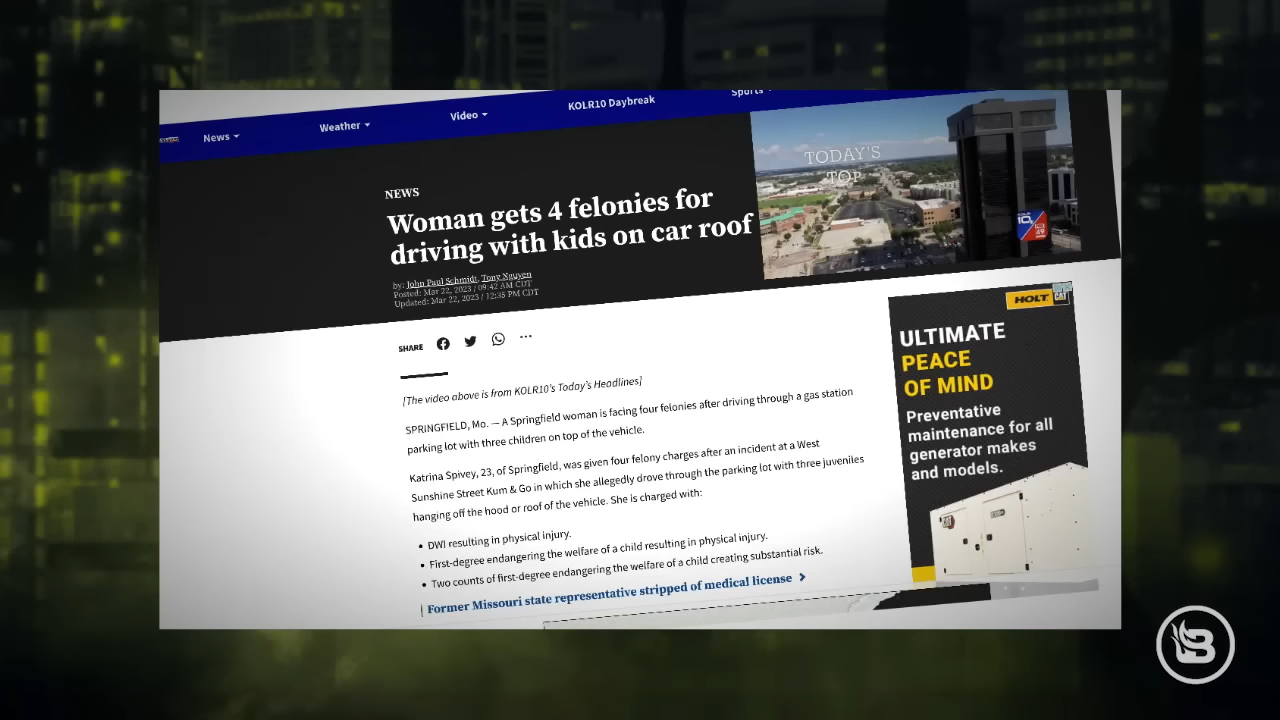 News
Weather
Video
KOLR10 Daybreak
Sports
TODAY'S
TOP
NEWS
Woman gets 4 felonies for
driving with kids on car roof
by: John Paul Schmidt, Tony Nguyen
Posted: Mar 22, 2023 / 09:42 AM CDT
Updated: Mar 22, 2023 / 12:35 PM CDT
SHARE
[The video above is from KOLR10's Today's Headlines]
SPRINGFIELD, Mo. — A Springfield woman is facing four felonies after driving through a gas station
parking lot with three children on top of the vehicle.
Katrina Spivey, 23, of Springfield, was given four felony charges after an incident at a West
Sunshine Street Kum & Go in which she allegedly drove through the parking lot with three juveniles
hanging off the hood or roof of the vehicle. She is charged with:
• DWI resulting in physical injury.
• First-degree endangering the welfare of a child resulting in physical injury.
• Two counts of first-degree endangering the welfare of a child creating substantial risk.
Former Missouri state representative stripped of medical license
HOLT CAT
ULTIMATE
PEACE
OF MIND
Preventative
maintenance for all
generator makes
and models.
B